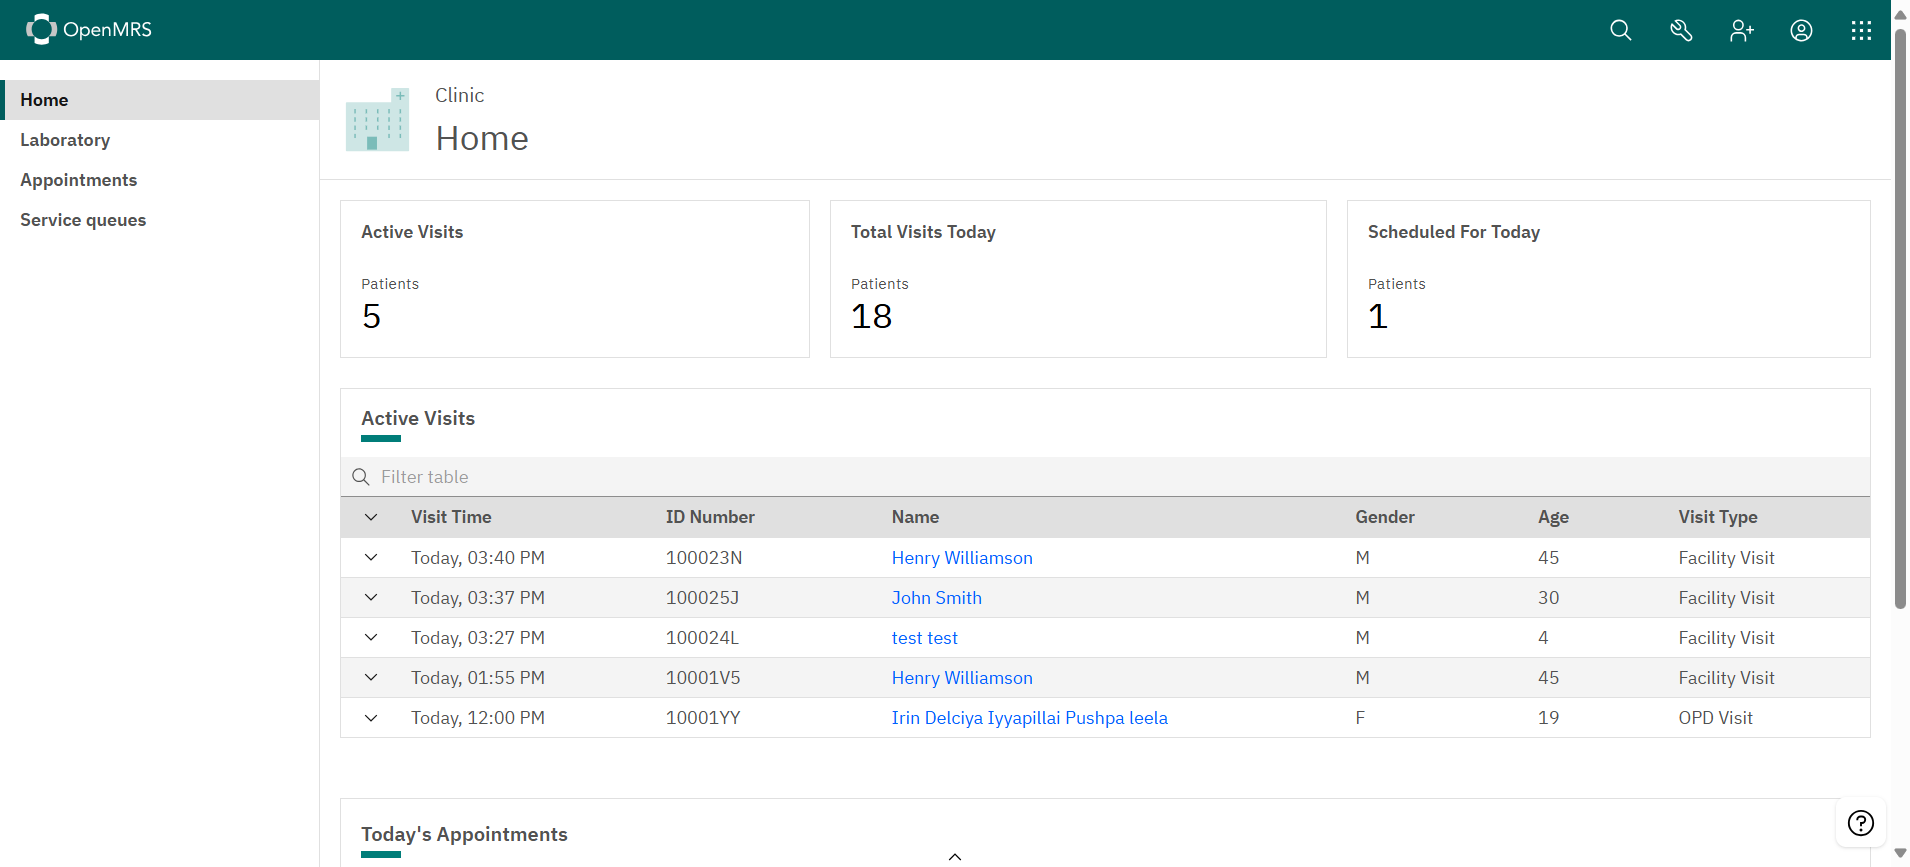 OpenMRS
Home
Laboratory
Appointments
Service queues
Clinic
Home
Active Visits
Patients
5
Total Visits Today
Patients
18
Scheduled For Today
Patients
1
Active Visits
Filter table
Visit Time ID Number Name Gender Age Visit Type
Today, 03:40 PM 100023N Henry Williamson M 45 Facility Visit
Today, 03:37 PM 100025J John Smith M 30 Facility Visit
Today, 03:27 PM 100024L test test M 4 Facility Visit
Today, 01:55 PM 10001V5 Henry Williamson M 45 Facility Visit
Today, 12:00 PM 10001YY Irin Delciya Iyyapillai Pushpa leela F 19 OPD Visit
Today's Appointments